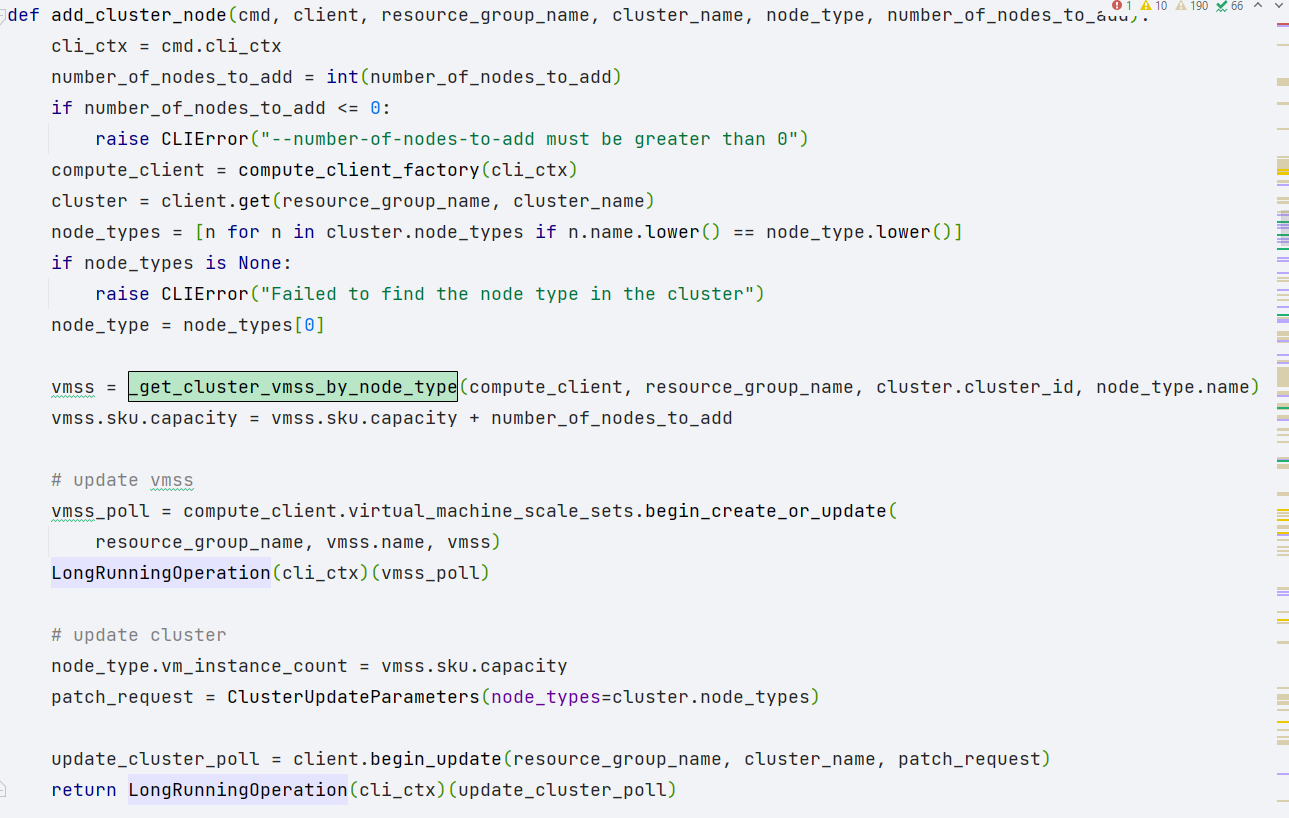 def add_cluster_node(cmd, client, resource_group_name, cluster_name, node_type, number_of_nodes_to_add):
1 10 190 66
    cli_ctx = cmd.cli_ctx
    number_of_nodes_to_add = int(number_of_nodes_to_add)
    if number_of_nodes_to_add <= 0:
        raise CLIError("--number-of-nodes-to-add must be greater than 0")
    compute_client = compute_client_factory(cli_ctx)
    cluster = client.get(resource_group_name, cluster_name)
    node_types = [n for n in cluster.node_types if n.name.lower() == node_type.lower()]
    if node_types is None:
        raise CLIError("Failed to find the node type in the cluster")
    node_type = node_types[0]

    vmss = _get_cluster_vmss_by_node_type(compute_client, resource_group_name, cluster.cluster_id, node_type.name)
    vmss.sku.capacity = vmss.sku.capacity + number_of_nodes_to_add

    # update vmss
    vmss_poll = compute_client.virtual_machine_scale_sets.begin_create_or_update(
        resource_group_name, vmss.name, vmss)
    LongRunningOperation(cli_ctx)(vmss_poll)

    # update cluster
    node_type.vm_instance_count = vmss.sku.capacity
    patch_request = ClusterUpdateParameters(node_types=cluster.node_types)

    update_cluster_poll = client.begin_update(resource_group_name, cluster_name, patch_request)
    return LongRunningOperation(cli_ctx)(update_cluster_poll)